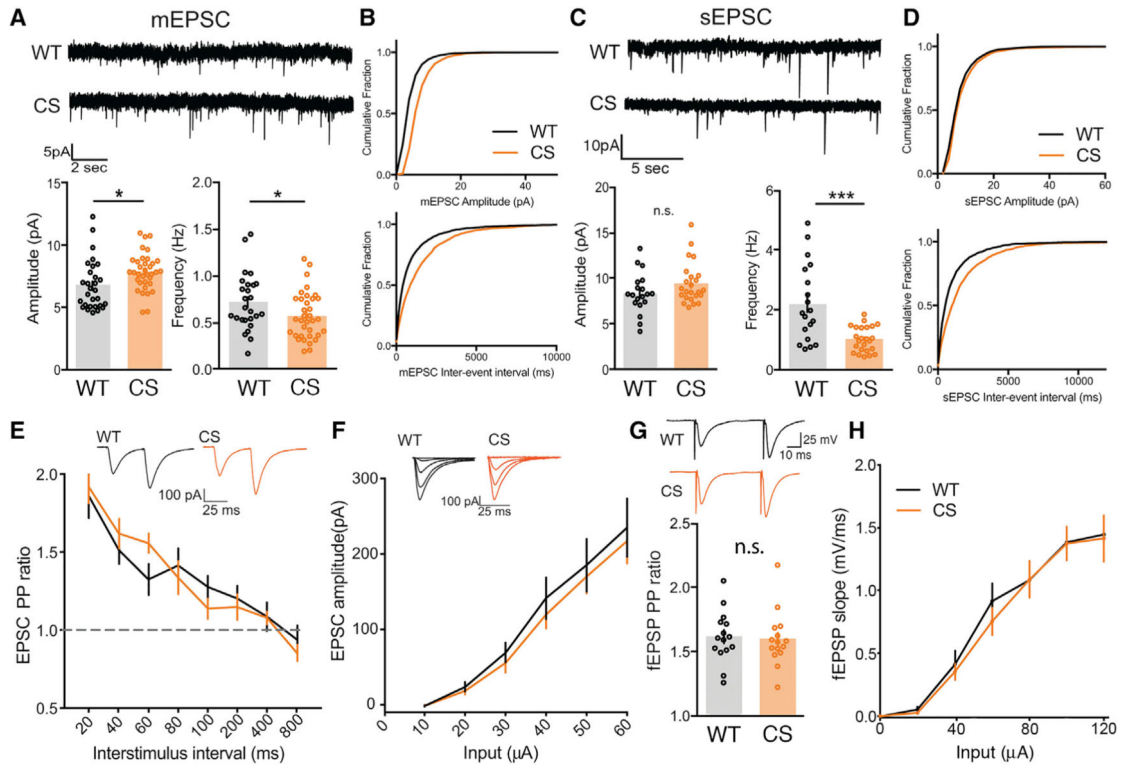 A
mEPSC
WT
CS
5pA
2 sec
Amplitude (pA)
15
10
5
0
*
WT CS
Frequency (Hz)
2.0
1.5
1.0
0.5
0.0
*
WT CS
B
Cumulative Fraction
1.0
0.5
0.0
WT
CS
0 20 40
mEPSC Amplitude (pA)
Cumulative Fraction
1.0
0.5
0.0
0 5000 10000
mEPSC Inter-event interval (ms)
C
sEPSC
WT
CS
10pA
5 sec
Amplitude (pA)
20
15
10
5
0
n.s.
WT CS
Frequency (Hz)
6
4
2
0
***
WT CS
D
Cumulative Fraction
1.0
0.5
0.0
WT
CS
0 20 40 60
sEPSC Amplitude (pA)
Cumulative Fraction
1.0
0.5
0.0
0 5000 10000
sEPSC Inter-event interval (ms)
E
WT CS
100 pA
25 ms
EPSC PP ratio
2.0
1.5
1.0
0.5
20 40 60 80 100 200 400 800
Interstimulus interval (ms)
F
WT CS
100 pA
25 ms
EPSC amplitude(pA)
300
200
100
0
0 10 20 30 40 50 60
Input (μA)
G
WT
25 mV
10 ms
CS
fEPSP PP ratio
2.5
2.0
1.5
1.0
n.s.
WT CS
H
WT
CS
fEPSP slope (mV/ms)
2.0
1.5
1.0
0.5
0.0
0 40 80 120
Input (μA)